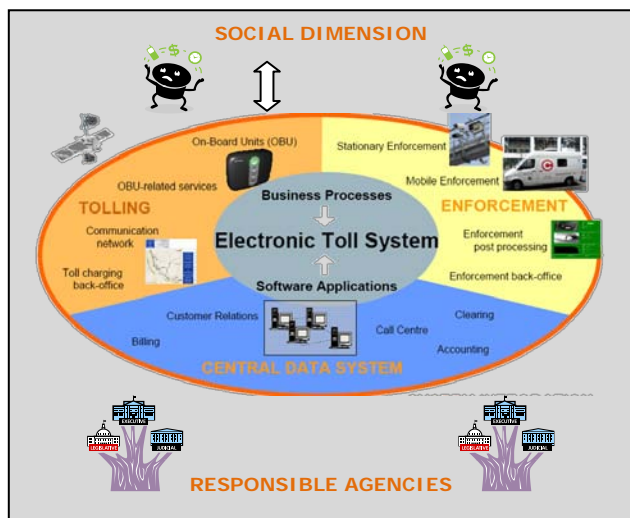 SOCIAL DIMENSION
On-Board Units (OBU)
OBU-related services
TOLLING
Communication
network
Toll charging
back-office
Stationary Enforcement
Mobile Enforcement
ENFORCEMENT
Enforcement
post processing
Enforcement back-office
Business Processes
Electronic Toll System
Software Applications
Customer Relations
Billing
Call Centre
Clearing
Accounting
CENTRAL DATA SYSTEM
EXECUTIVE
LEGISLATIVE
JUDICIAL
EXECUTIVE
LEGISLATIVE
JUDICIAL
RESPONSIBLE AGENCIES